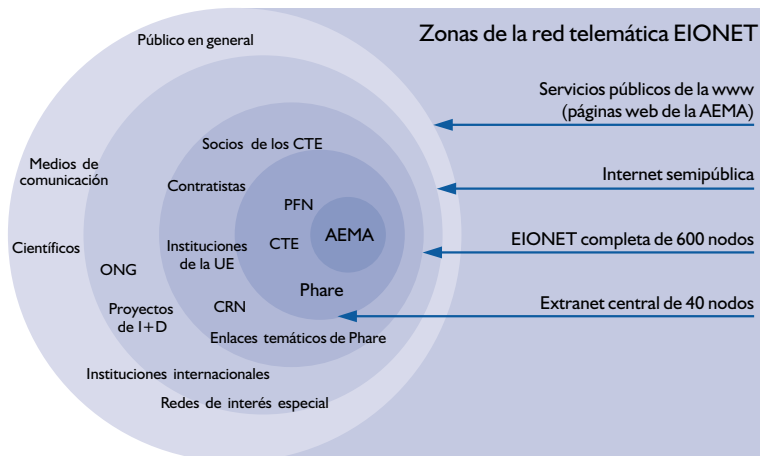 Zonas de la red telemática EIONET
Público en general
Servicios públicos de la www
(páginas web de la AEMA)
Socios de los CTE
Medios de
comunicación
Contratistas
Internet semipública
PFN
AEMA
Científicos
Instituciones
de la UE
CTE
EIONET completa de 600 nodos
ONG
Phare
Proyectos
de I+D
CRN
Extranet central de 40 nodos
Enlaces temáticos de Phare
Instituciones internacionales
Redes de interés especial